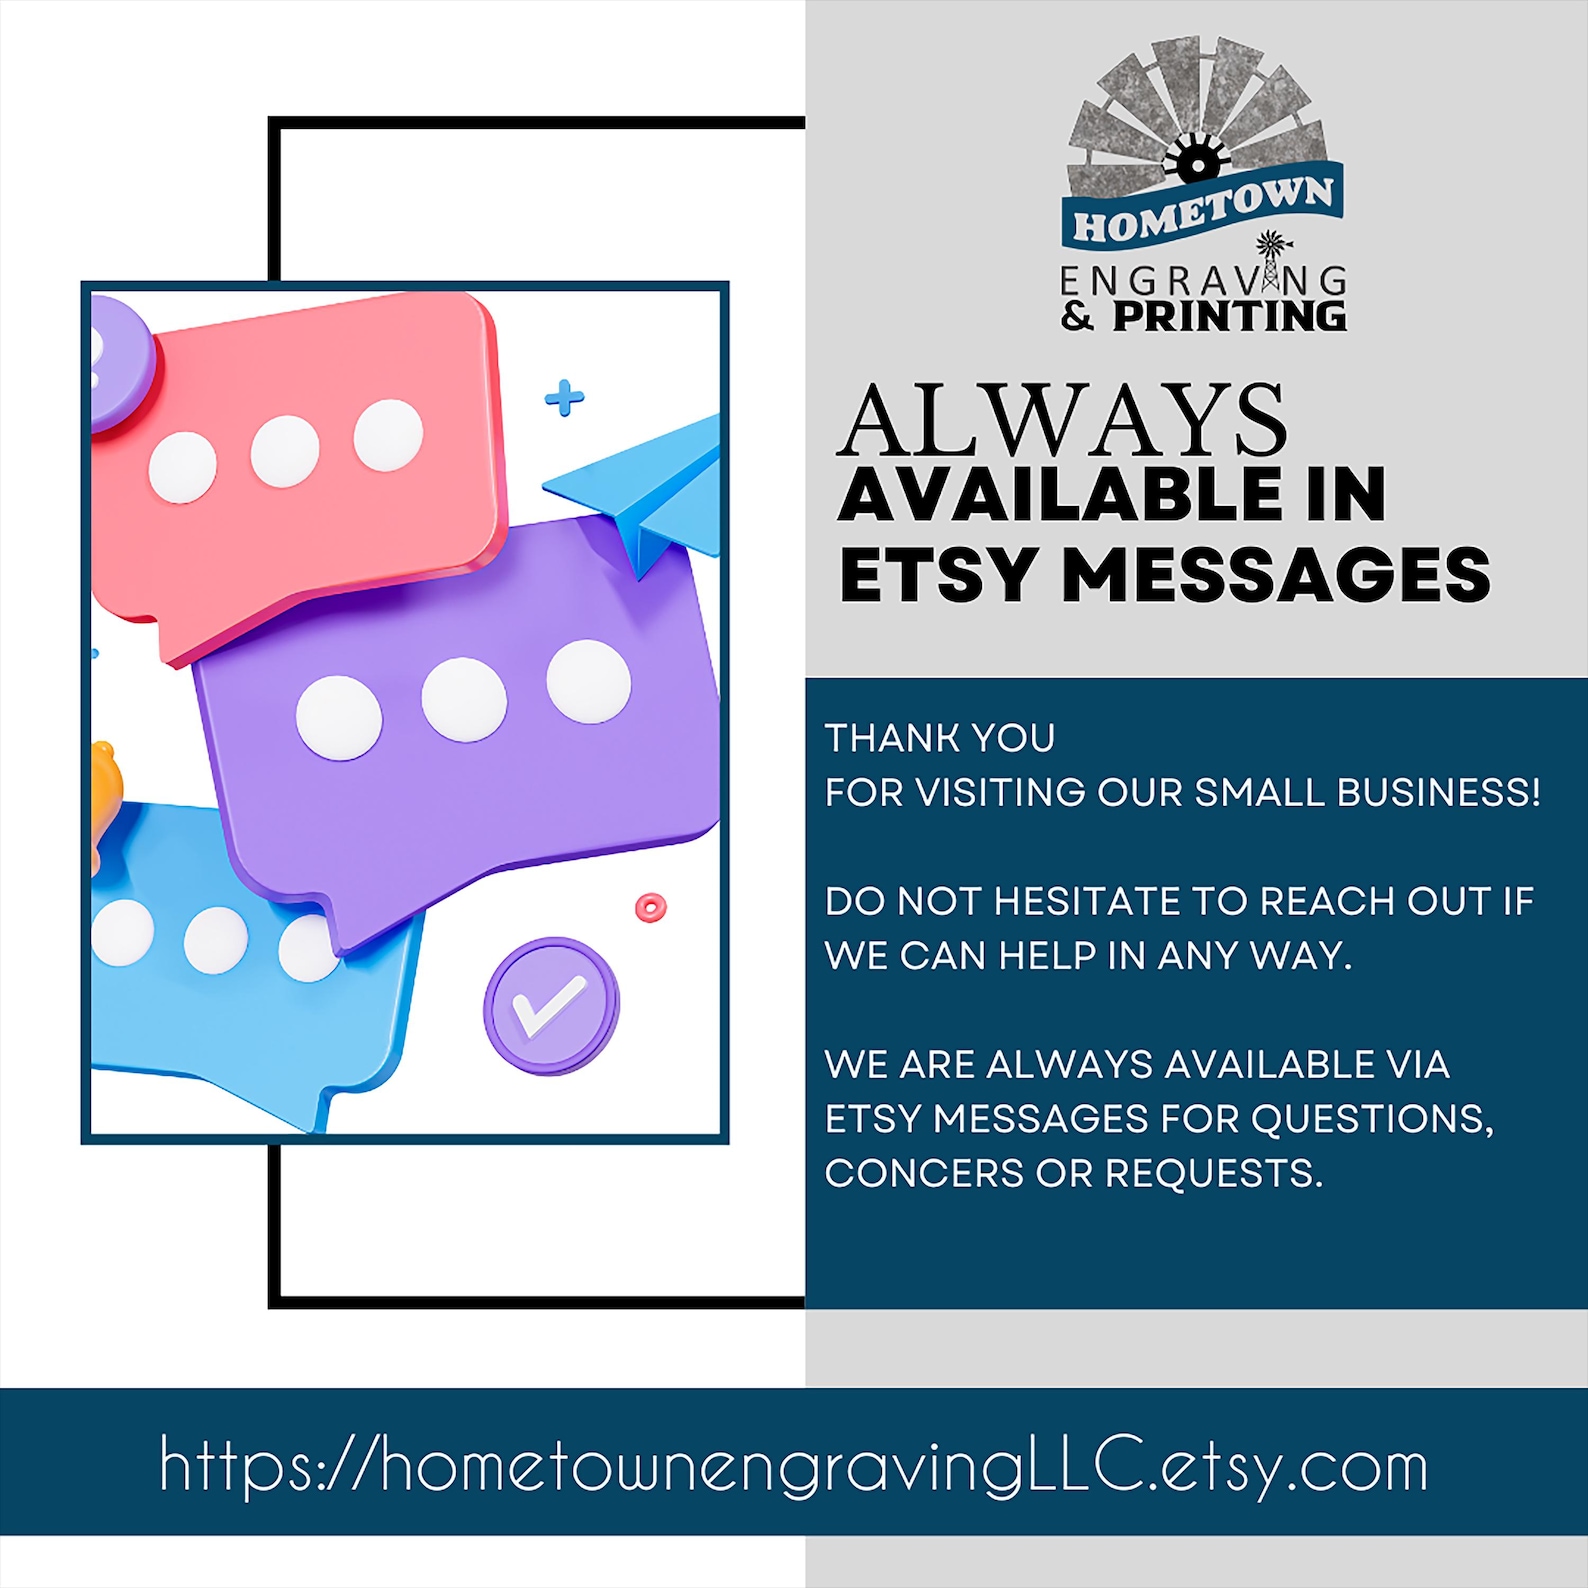 HOMETOWN
ENGRAVING
& PRINTING
ALWAYS
AVAILABLE IN
ETSY MESSAGES
THANK YOU
FOR VISITING OUR SMALL BUSINESS!
DO NOT HESITATE TO REACH OUT IF
WE CAN HELP IN ANY WAY.
WE ARE ALWAYS AVAILABLE VIA
ETSY MESSAGES FOR QUESTIONS,
CONCERS OR REQUESTS.
https://hometownengravingLLC.etsy.com